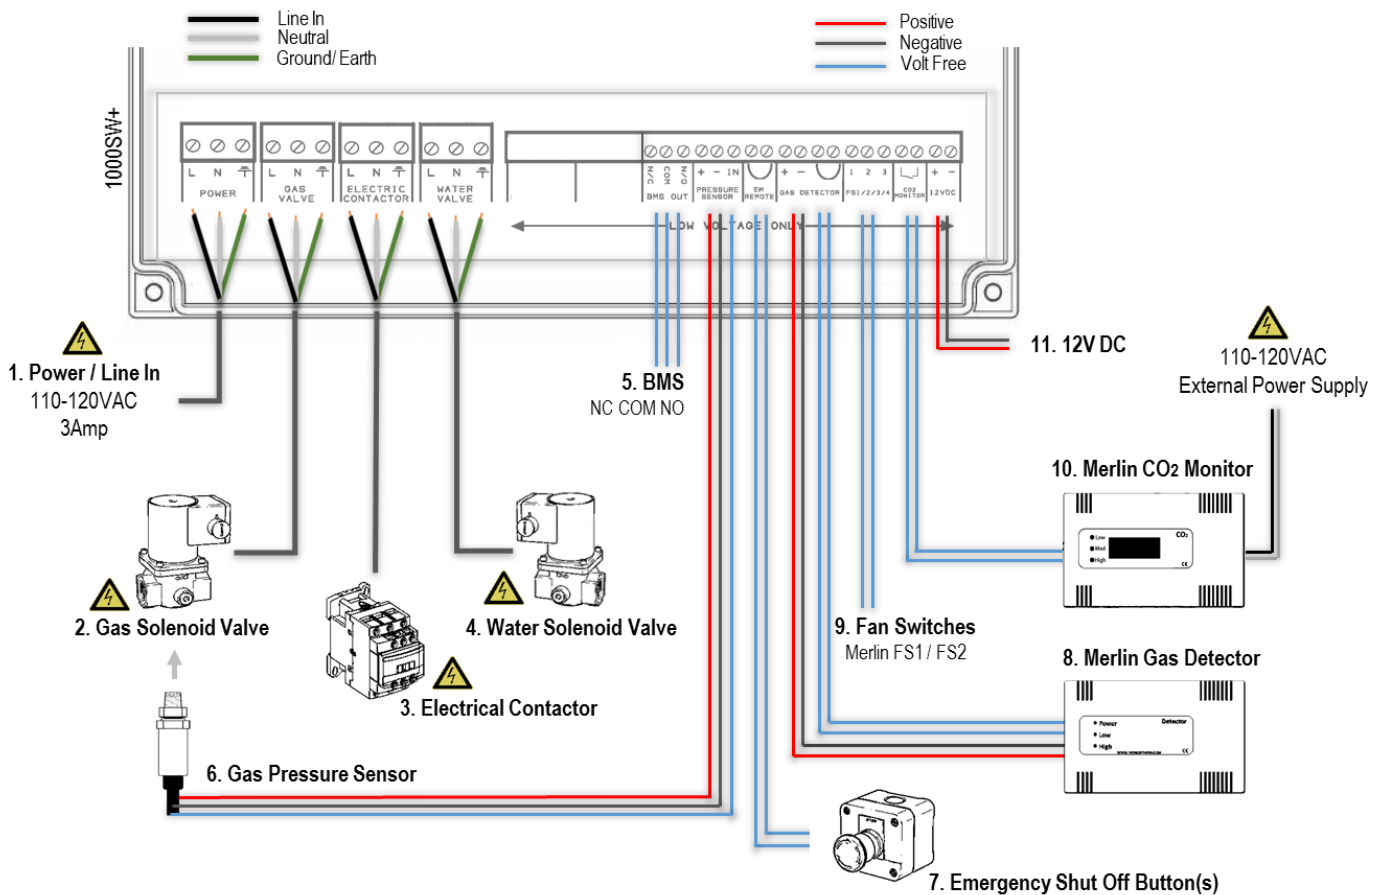 Line In
Neutral
Ground/ Earth
Positive
Negative
Volt Free
1000SW+
L N
POWER
L N
GAS
VALVE
L N
ELECTRIC
CONTACTOR
L N
WATER
VALVE
N/C COM N/O
BMS OUT
+ - IN
PRESSURE
SENSOR
EM
REMOTE
+ -
GAS DETECTOR
1 2 3
FS1/2/3/4
CO2
MONITOR
+ -
12VDC
LOW VOLTAGE ONLY
1. Power / Line In
110-120VAC
3Amp
5. BMS
NC COM NO
11. 12V DC
110-120VAC
External Power Supply
10. Merlin CO2 Monitor
Low
Med
High
CO2
CE
2. Gas Solenoid Valve
4. Water Solenoid Valve
3. Electrical Contactor
9. Fan Switches
Merlin FS1 / FS2
8. Merlin Gas Detector
Power
Low
High
Detector
CE
6. Gas Pressure Sensor
7. Emergency Shut Off Button(s)